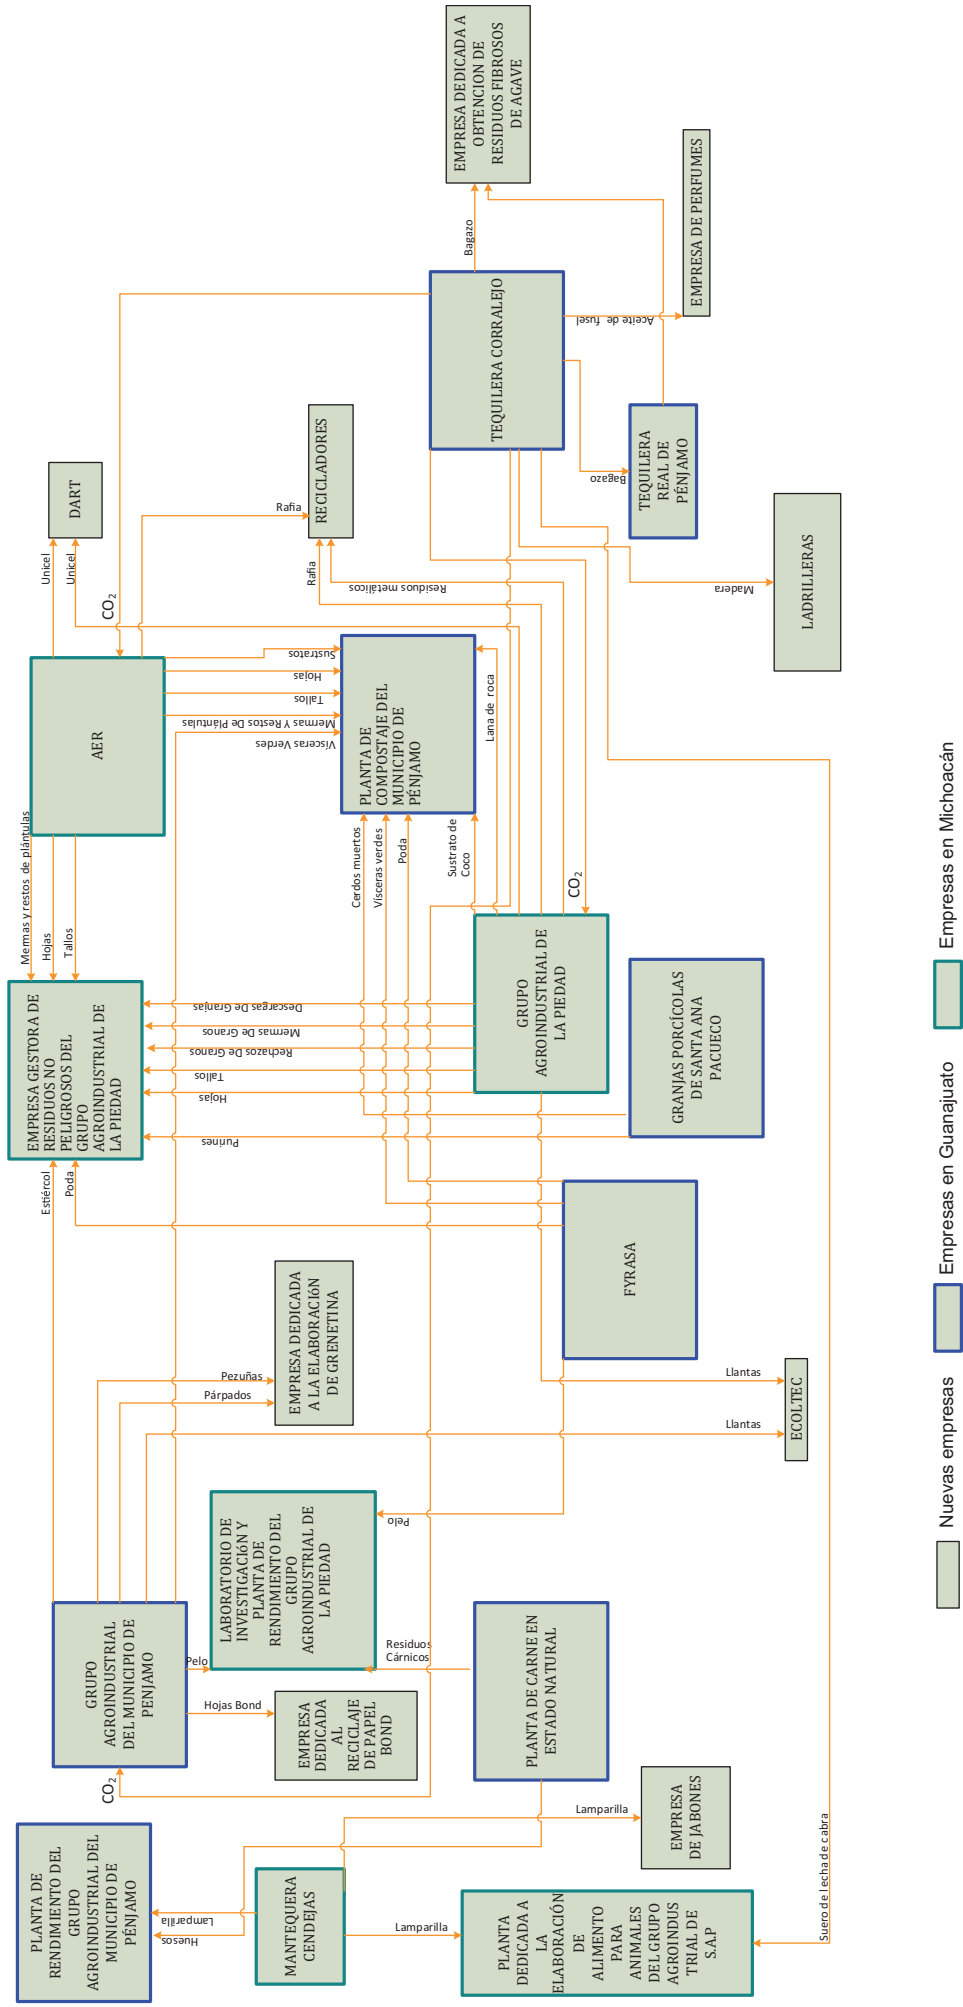 PLANTA DE
RENDIMIENTO DEL
GRUPO
AGROINDUSTRIAL DEL
MUNICIPIO DE
PÉNJAMO
Lamparilla
Huesos
MANTEQUERA
CENDEJAS
Lamparilla
PLANTA
DEDICADA A
LA
ELABORACIÓN
DE
ALIMENTO
PARA
ANIMALES
DEL GRUPO
AGROINDUS
TRIAL DE
S.A.P
Suero de lecha de cabra
Lamparilla
EMPRESA
DE JABONES
CO2
GRUPO
AGROINDUSTRIAL
DEL MUNICIPIO DE
PENJAMO
Pelo
Hojas Bond
EMPRESA
DEDICADA
AL
RECICLAJE
DE PAPEL
BOND
LABORATORIO DE
INVESTIGACIóN Y
PLANTA DE
RENDIMIENTO DEL
GRUPO
AGROINDUSTRIAL DE
LA PIEDAD
Residuos
Cárnicos
Pelo
PLANTA DE CARNE EN
ESTADO NATURAL
Pezuñas
Párpados
EMPRESA DEDICADA
A LA ELABORACIóN
DE GRENETINA
Llantas
Llantas
ECOLTEC
FYRASA
Estiércol
Poda
EMPRESA GESTORA DE
RESIDUOS NO
PELIGROSOS DEL
GRUPO
AGROINDUSTRIAL DE
LA PIEDAD
Mermas y restos de plántulas
Hojas
Tallos
Descargas De Granjas
Mermas De Granos
Rechazos De Granos
Tallos
Hojas
Purines
GRUPO
AGROINDUSTRIAL DE
LA PIEDAD
GRANJAS PORCÍCOLAS
DE SANTA ANA
PACUECO
Cerdos muertos
Vísceras verdes
Poda
Sustrato de
Coco
CO2
AER
Sustratos
Hojas
Tallos
Mermas Y Restos De Plántulas
Vísceras Verdes
PLANTA DE
COMPOSTAJE DEL
MUNICIPIO DE
PÉNJAMO
Lana de roca
Unicel
Unicel
DART
CO2
Rafia
Rafia
Residuos metálicos
RECICLADORES
TEQUILERA CORRALEJO
Bagazo
EMPRESA DEDICADA A
OBTENCION DE
RESIDUOS FIBROSOS
DE AGAVE
Aceite de fusel
EMPRESA DE PERFUMES
Bagazo
TEQUILERA
REAL DE
PÉNJAMO
Madera
LADRILLERAS
Nuevas empresas
Empresas en Guanajuato
Empresas en Michoacán